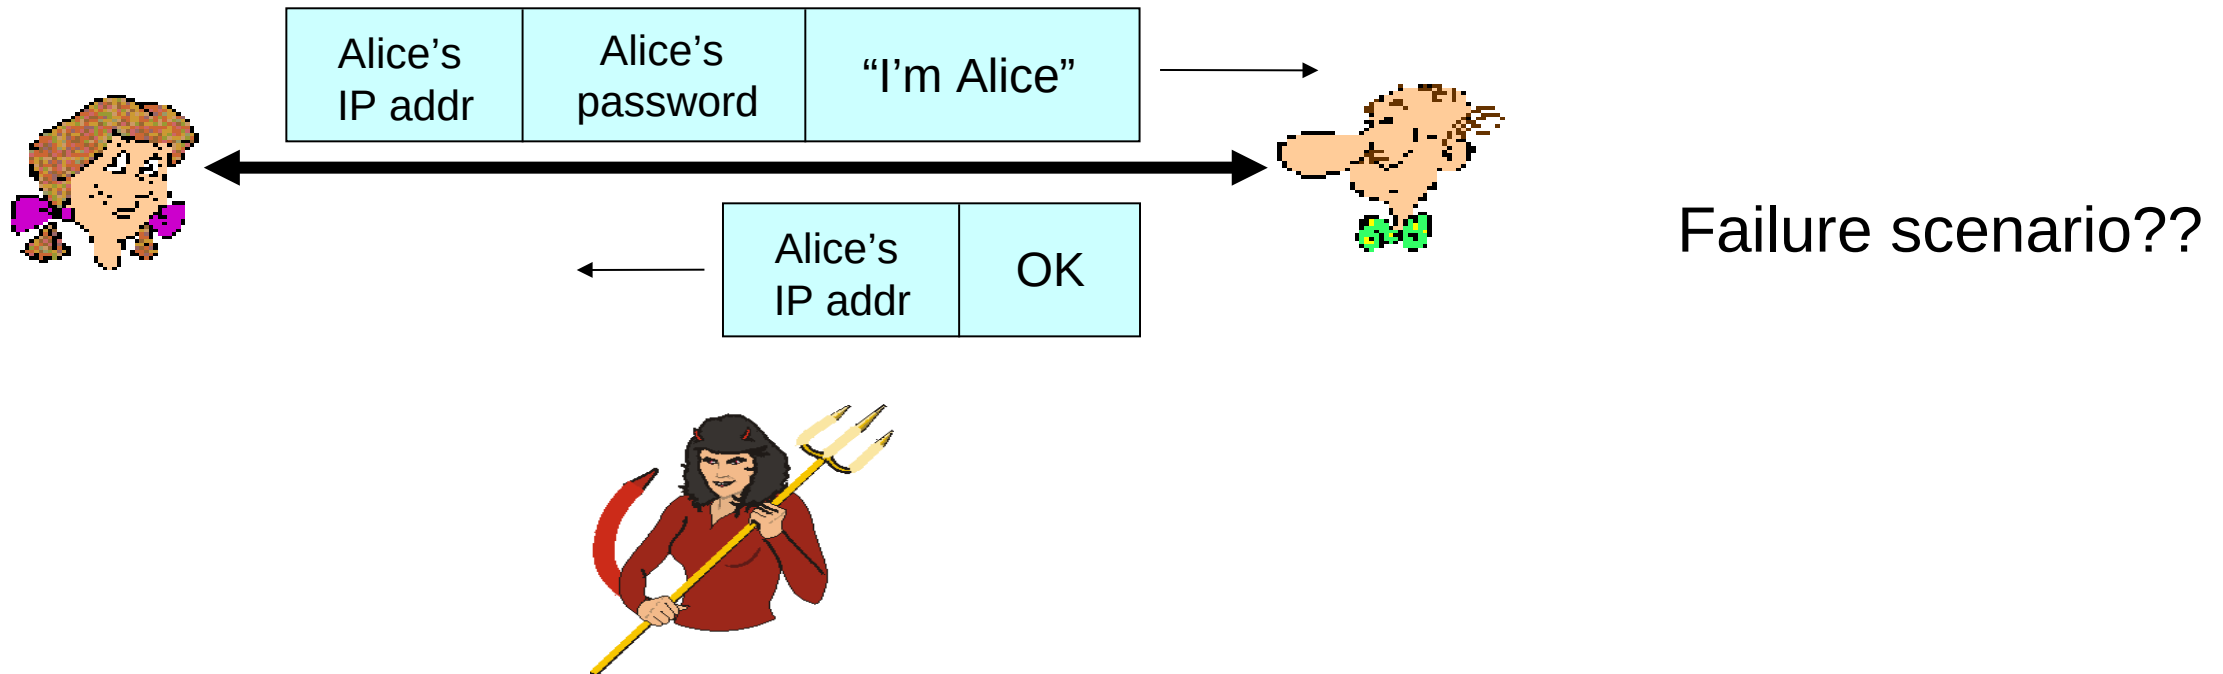 Alice’s
IP addr
Alice’s
password
“I’m Alice”
Failure scenario??
Alice’s
IP addr
OK